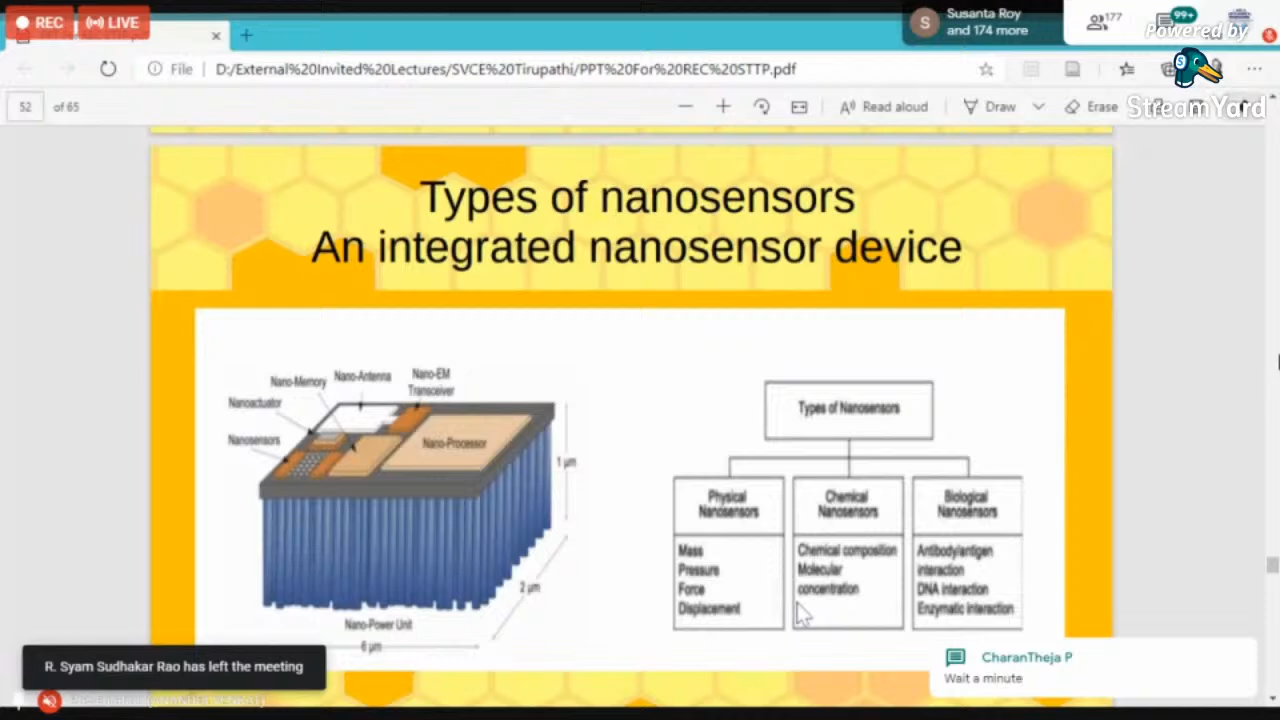 REC
LIVE
Susanta Roy
and 174 more
177
99+
Powered by
StreamYard
File
D:/External%20Invited%20Lectures/SVCE%20Tirupathi/PPT%20For%20REC%20STTP.pdf
52
of 65
Read aloud
Draw
Erase
Types of nanosensors
An integrated nanosensor device
Nano-Memory
Nano-Antenna
Nano-EM
Transceiver
Nanoactuator
Nanosensors
Nano-Processor
1 μm
2 μm
Nano-Power Unit
6 μm
Types of Nanosensors
Physical
Nanosensors
Mass
Pressure
Force
Displacement
Chemical
Nanosensors
Chemical composition
Molecular
concentration
Biological
Nanosensors
Antibody/antigen
interaction
DNA interaction
Enzymatic interaction
R. Syam Sudhakar Rao has left the meeting
CharanTheja P
Wait a minute